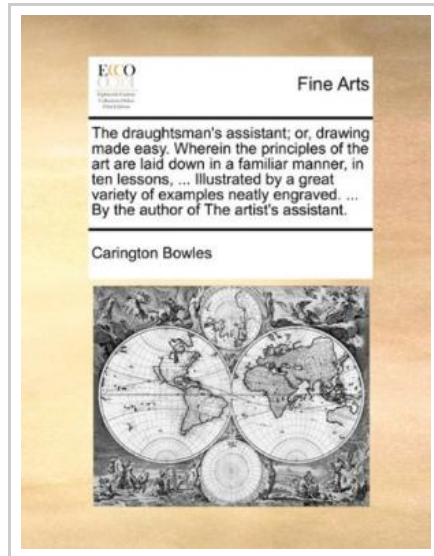 ECCO
Fine Arts
The draughtsman's assistant; or, drawing
made easy. Wherein the principles of the
art are laid down in a familiar manner, in
ten lessons, ... Illustrated by a great
variety of examples neatly engraved. ...
By the author of The artist's assistant.
Carington Bowles